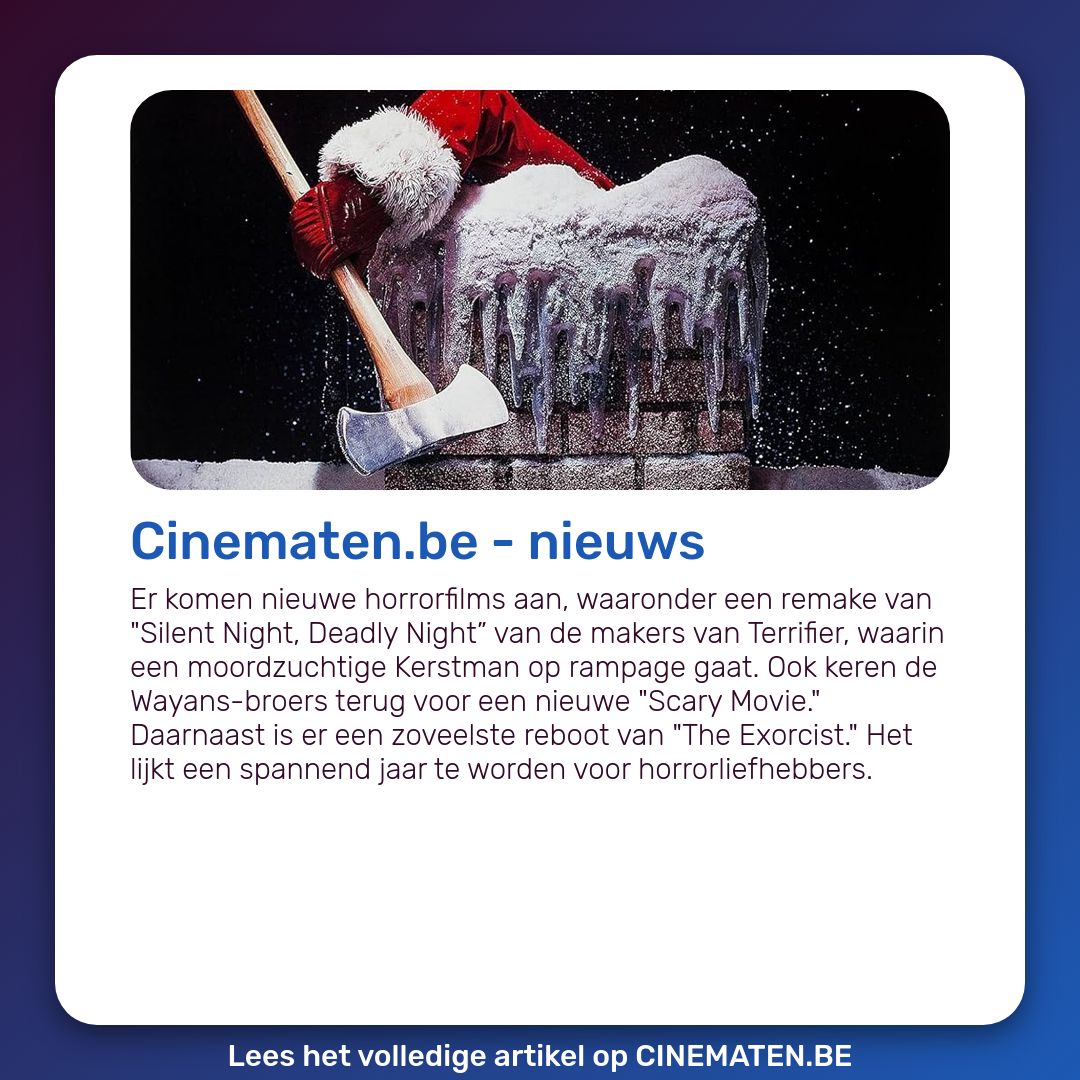 Cinematen.be - nieuws
Er komen nieuwe horrorfilms aan, waaronder een remake van
"Silent Night, Deadly Night” van de makers van Terrifier, waarin
een moordzuchtige Kerstman op rampage gaat. Ook keren de
Wayans-broers terug voor een nieuwe "Scary Movie."
Daarnaast is er een zoveelste reboot van "The Exorcist." Het
lijkt een spannend jaar te worden voor horrorliefhebbers.
Lees het volledige artikel op CINEMATEN.BE